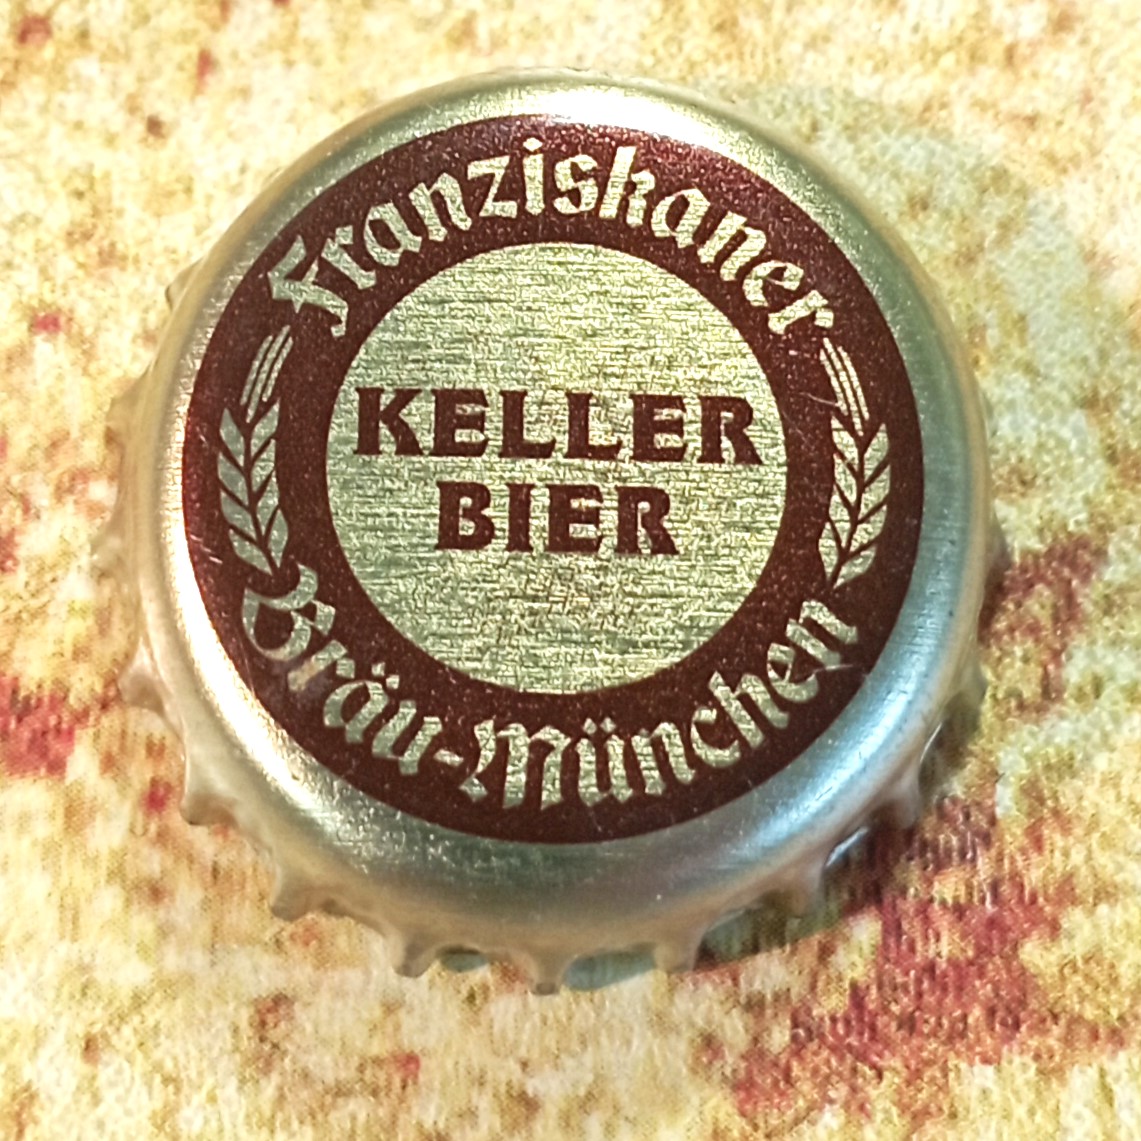 Franziskaner
KELLER
BIER
Bräu-München